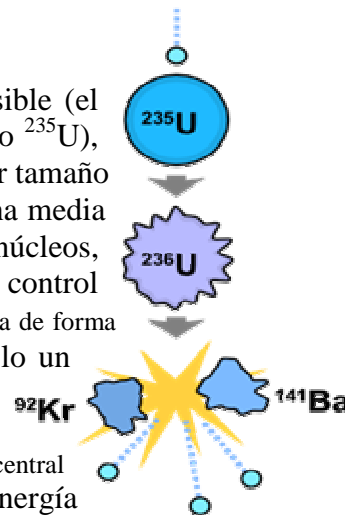 sible (el
o ²³⁵U),
r tamaño
na media
núcleos,
control
a de forma
lo un
central
nergía
²³⁵U
²³⁶U
⁹²Kr
¹⁴¹Ba